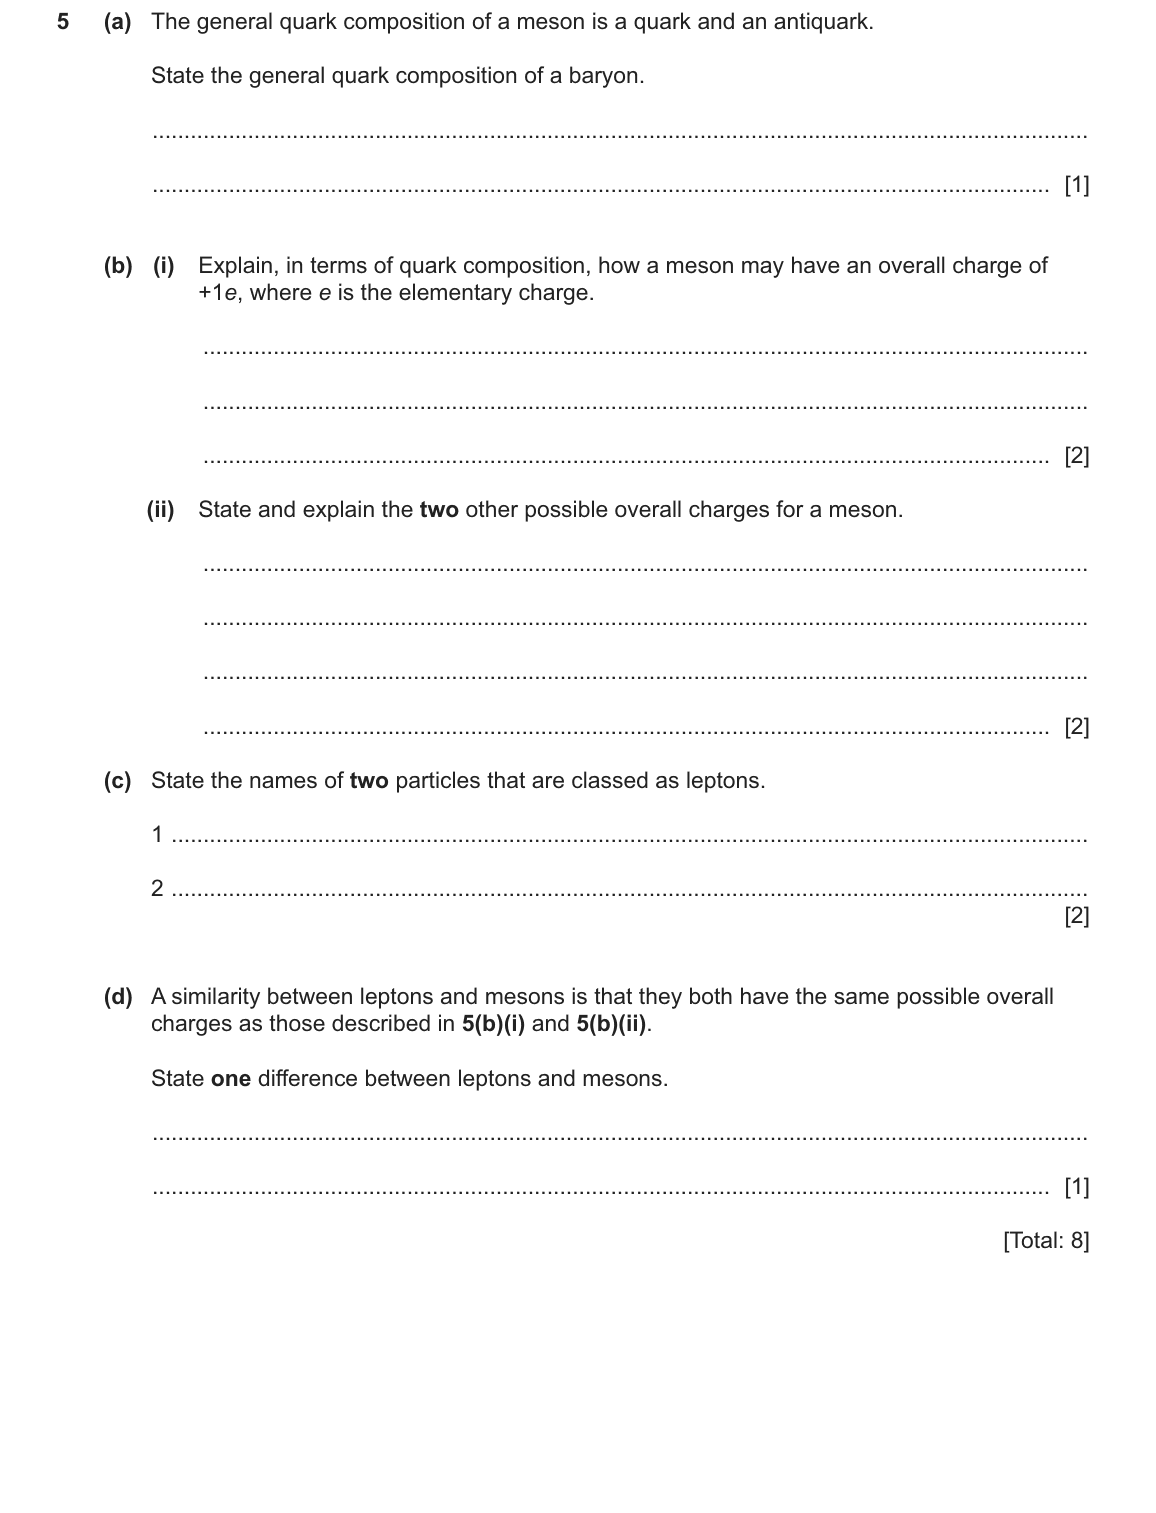 5 (a) The general quark composition of a meson is a quark and an antiquark.
State the general quark composition of a baryon.
..........................................................................................................................................
.................................................................................................................................... [1]
(b) (i) Explain, in terms of quark composition, how a meson may have an overall charge of
+1e, where e is the elementary charge.
..................................................................................................................................
..................................................................................................................................
............................................................................................................................ [2]
(ii) State and explain the two other possible overall charges for a meson.
..................................................................................................................................
..................................................................................................................................
..................................................................................................................................
............................................................................................................................ [2]
(c) State the names of two particles that are classed as leptons.
1 .......................................................................................................................................
2 .......................................................................................................................................
[2]
(d) A similarity between leptons and mesons is that they both have the same possible overall
charges as those described in 5(b)(i) and 5(b)(ii).
State one difference between leptons and mesons.
..........................................................................................................................................
.................................................................................................................................... [1]
[Total: 8]